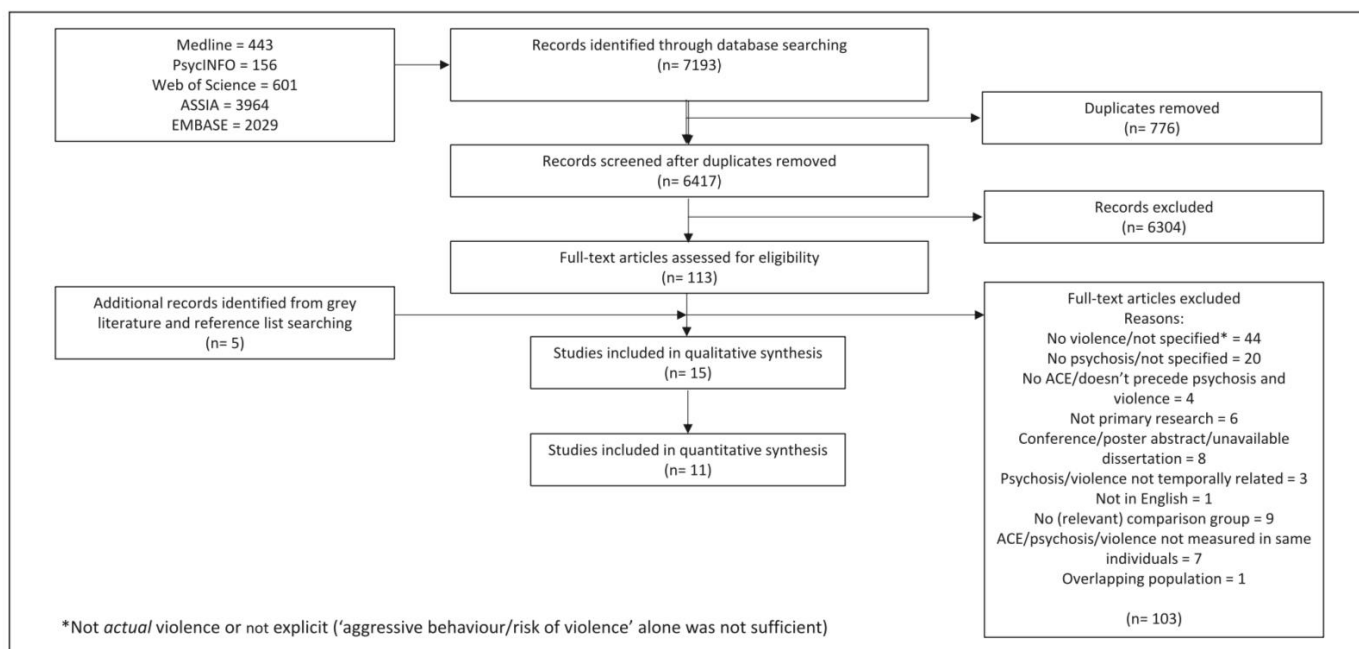 Medline = 443
PsycINFO = 156
Web of Science = 601
ASSIA = 3964
EMBASE = 2029
Records identified through database searching
(n= 7193)
Duplicates removed
(n= 776)
Records screened after duplicates removed
(n= 6417)
Records excluded
(n= 6304)
Full-text articles assessed for eligibility
(n= 113)
Additional records identified from grey
literature and reference list searching
(n= 5)
Full-text articles excluded
Reasons:
No violence/not specified* = 44
No psychosis/not specified = 20
No ACE/doesn’t precede psychosis and
violence = 4
Not primary research = 6
Conference/poster abstract/unavailable
dissertation = 8
Psychosis/violence not temporally related = 3
Not in English = 1
No (relevant) comparison group = 9
ACE/psychosis/violence not measured in same
individuals = 7
Overlapping population = 1
(n= 103)
Studies included in qualitative synthesis
(n= 15)
Studies included in quantitative synthesis
(n= 11)
*Not actual violence or not explicit (‘aggressive behaviour/risk of violence’ alone was not sufficient)